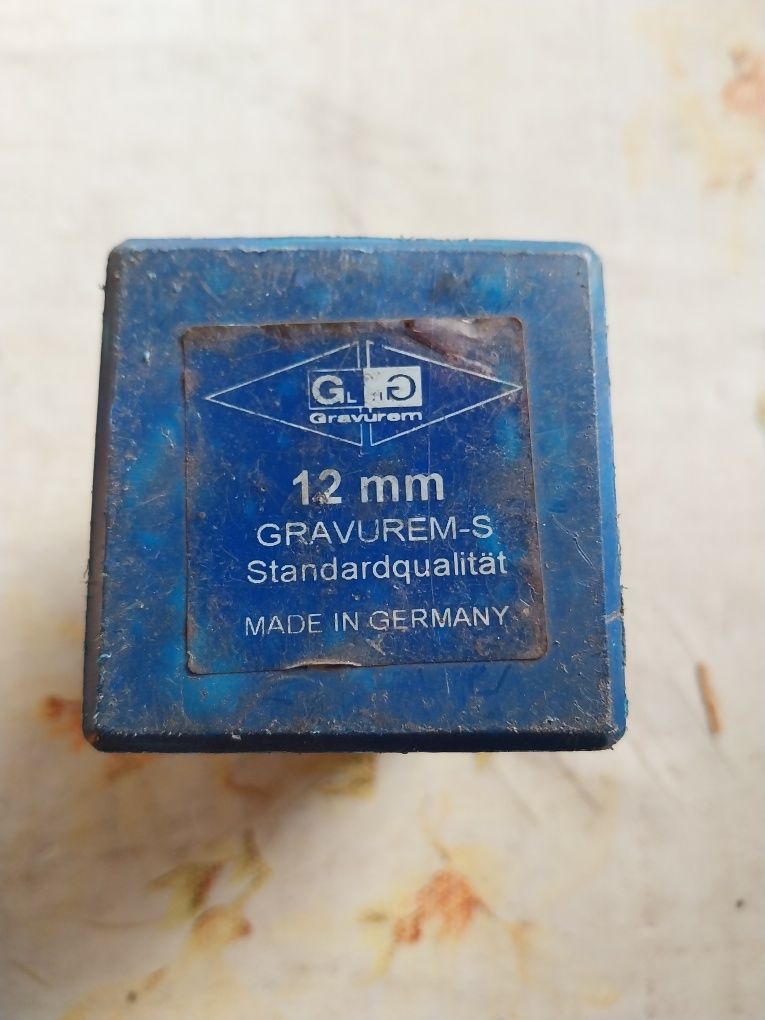 Gravurem
12 mm
GRAVUREM-S
Standardqualität
MADE IN GERMANY